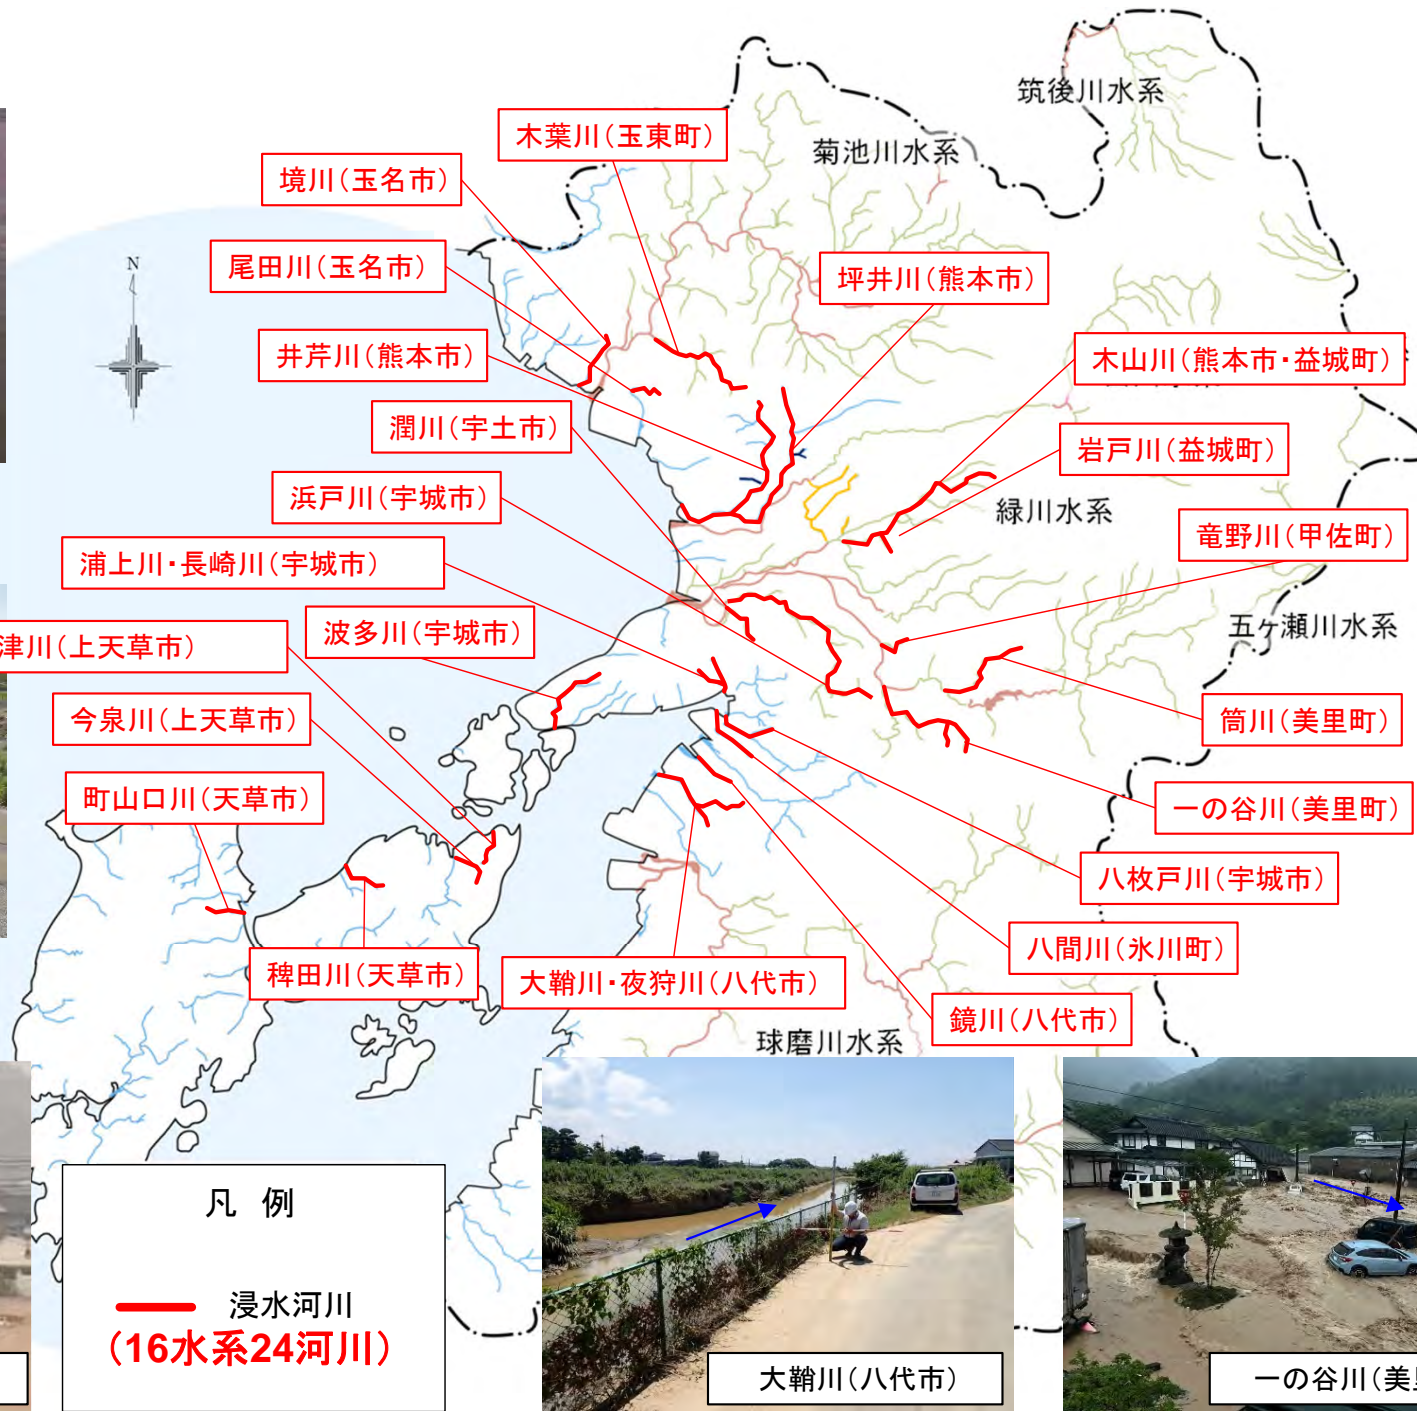 筑後川水系
菊池川水系
木葉川(玉東町)
境川(玉名市)
尾田川(玉名市)
坪井川(熊本市)
N
井芹川(熊本市)
木山川(熊本市・益城町)
潤川(宇土市)
岩戸川(益城町)
浜戸川(宇城市)
緑川水系
竜野川(甲佐町)
浦上川・長崎川(宇城市)
津川(上天草市)
波多川(宇城市)
五ヶ瀬川水系
今泉川(上天草市)
筒川(美里町)
町山口川(天草市)
一の谷川(美里町)
八枚戸川(宇城市)
稗田川(天草市)
大鞘川・夜狩川(八代市)
八間川(氷川町)
鏡川(八代市)
球磨川水系
凡 例
浸水河川
(16水系24河川)
大鞘川(八代市)
一の谷川(美